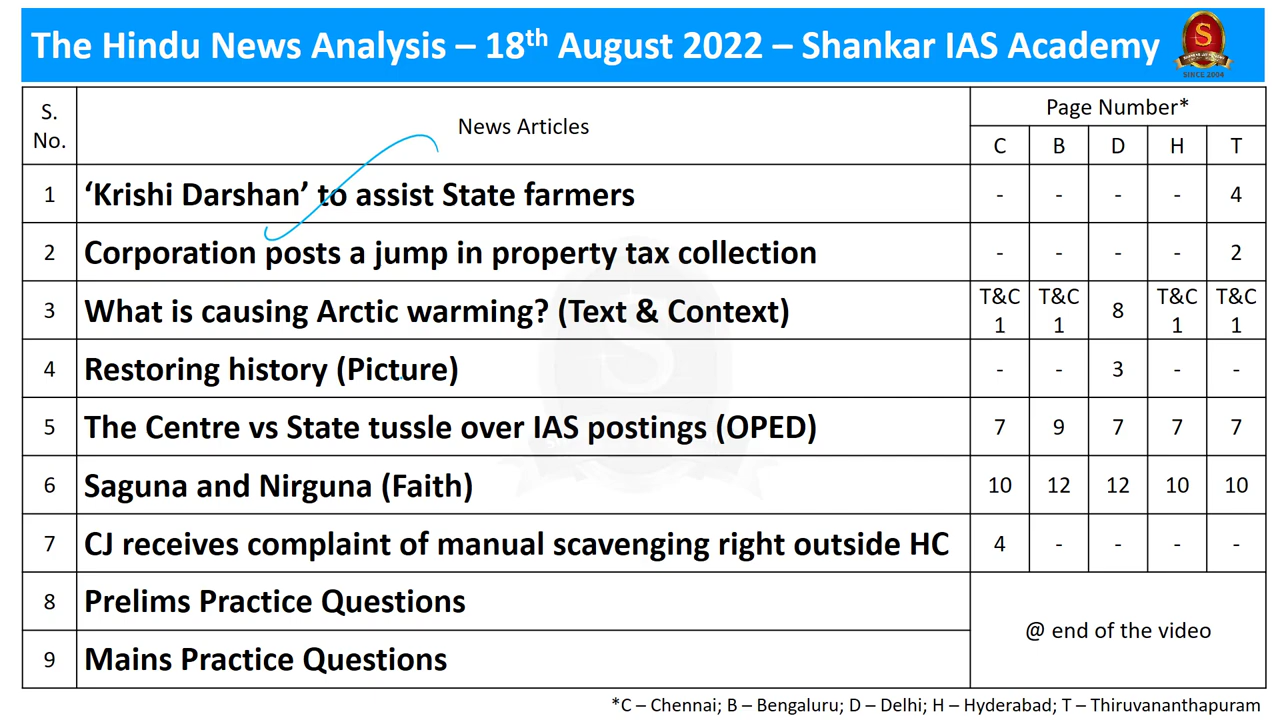 The Hindu News Analysis – 18th August 2022 – Shankar IAS Academy
S
SINCE 2004
S. No. News Articles Page Number*
C B D H T
1 ‘Krishi Darshan’ to assist State farmers - - - - 4
2 Corporation posts a jump in property tax collection - - - - 2
3 What is causing Arctic warming? (Text & Context) T&C 1 T&C 1 8 T&C 1 T&C 1
4 Restoring history (Picture) - - 3 - -
5 The Centre vs State tussle over IAS postings (OPED) 7 9 7 7 7
6 Saguna and Nirguna (Faith) 10 12 12 10 10
7 CJ receives complaint of manual scavenging right outside HC 4 - - - -
8 Prelims Practice Questions @ end of the video
9 Mains Practice Questions
*C – Chennai; B – Bengaluru; D – Delhi; H – Hyderabad; T – Thiruvananthapuram